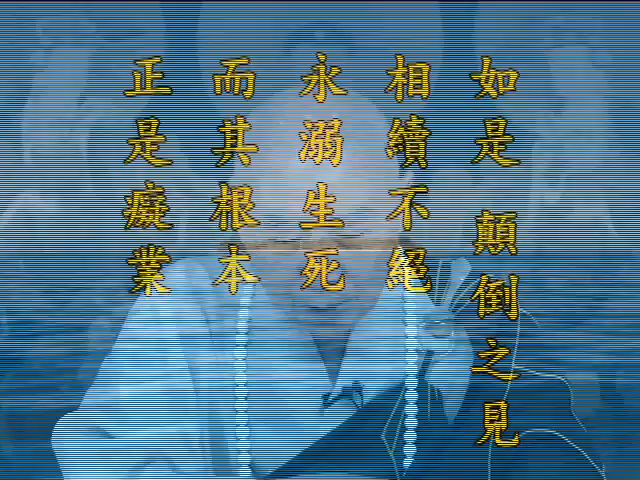 如是 顛倒之見
相續不絕
永溺生死
而其根本
正是癡業